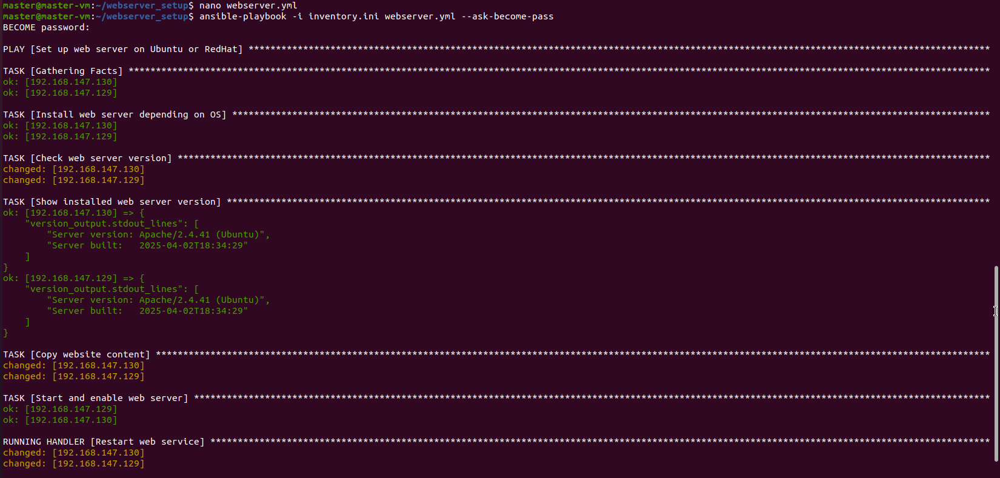 master@master-vm:~/webserver_setup$ nano webserver.yml
master@master-vm:~/webserver_setup$ ansible-playbook -i inventory.ini webserver.yml --ask-become-pass
BECOME password:
PLAY [Set up web server on Ubuntu or RedHat] ****************************************************************************************************************************************
TASK [Gathering Facts] **************************************************************************************************************************************************************
ok: [192.168.147.130]
ok: [192.168.147.129]
TASK [Install web server depending on OS] *******************************************************************************************************************************************
ok: [192.168.147.130]
ok: [192.168.147.129]
TASK [Check web server version] *****************************************************************************************************************************************************
changed: [192.168.147.130]
changed: [192.168.147.129]
TASK [Show installed web server version] ********************************************************************************************************************************************
ok: [192.168.147.130] => {
    "version_output.stdout_lines": [
        "Server version: Apache/2.4.41 (Ubuntu)",
        "Server built:   2025-04-02T18:34:29"
    ]
}
ok: [192.168.147.129] => {
    "version_output.stdout_lines": [
        "Server version: Apache/2.4.41 (Ubuntu)",
        "Server built:   2025-04-02T18:34:29"
    ]
}
TASK [Copy website content] *********************************************************************************************************************************************************
changed: [192.168.147.130]
changed: [192.168.147.129]
TASK [Start and enable web server] **************************************************************************************************************************************************
ok: [192.168.147.129]
ok: [192.168.147.130]
RUNNING HANDLER [Restart web service] ***********************************************************************************************************************************************
changed: [192.168.147.130]
changed: [192.168.147.129]